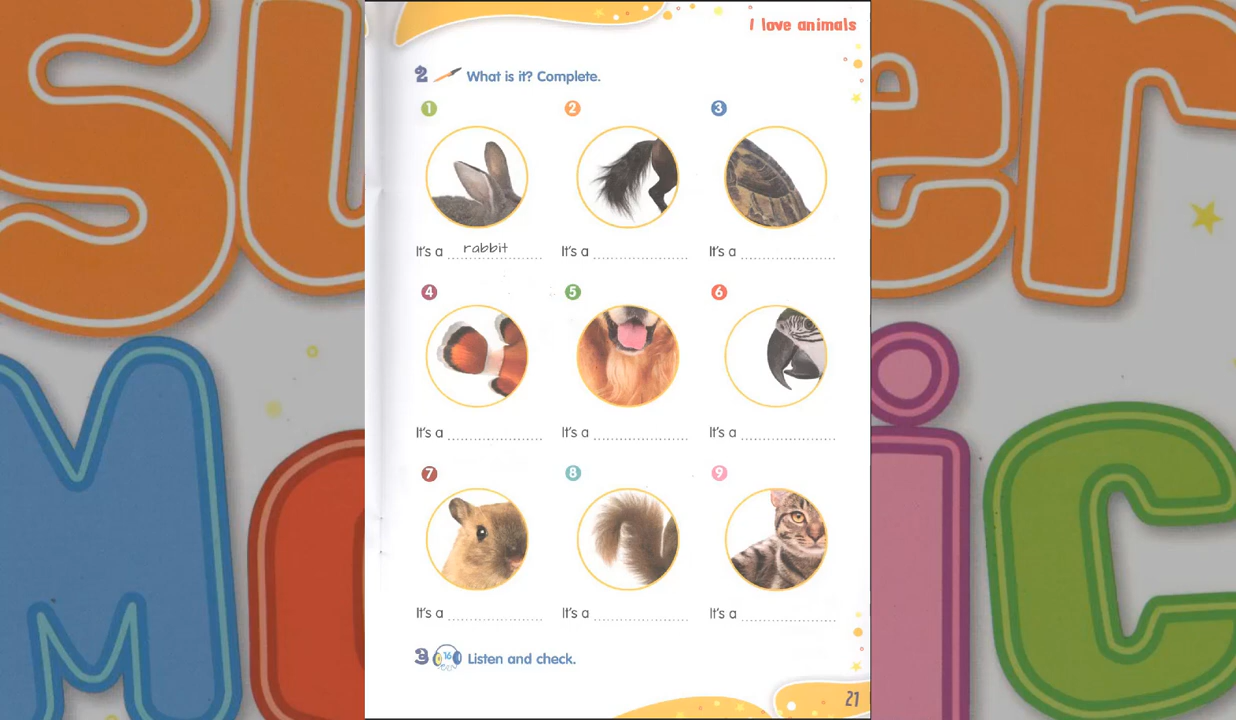 I love animals
2 What is it? Complete.
1 2 3
It's a rabbit It's a It's a
4 5 6
It's a It's a It's a
7 8 9
It's a It's a It's a
3 16 Listen and check.
21